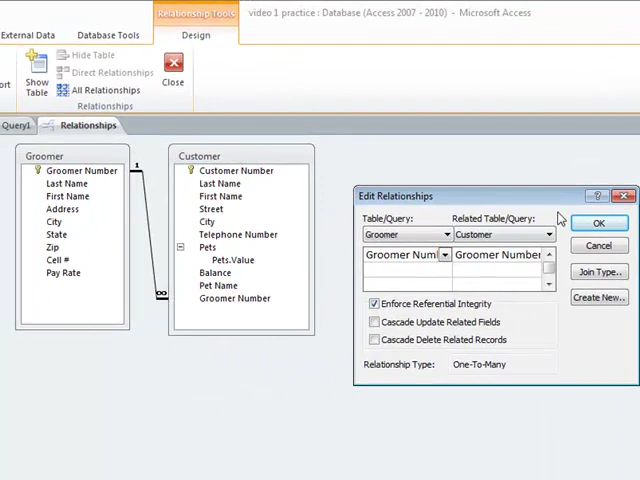 Relationship Tools
video 1 practice : Database (Access 2007 - 2010) - Microsoft Access
External Data
Database Tools
Design
ort
Show Table
Hide Table
Direct Relationships
All Relationships
Close
Relationships
Query1
Relationships
Groomer
Groomer Number
Last Name
First Name
Address
City
State
Zip
Cell #
Pay Rate
1
∞
Customer
Customer Number
Last Name
First Name
Street
City
Telephone Number
Pets
Pets.Value
Balance
Pet Name
Groomer Number
Edit Relationships
?
Table/Query:
Related Table/Query:
Groomer
Customer
Groomer Num
Groomer Number
OK
Cancel
Join Type..
Create New..
Enforce Referential Integrity
Cascade Update Related Fields
Cascade Delete Related Records
Relationship Type:
One-To-Many